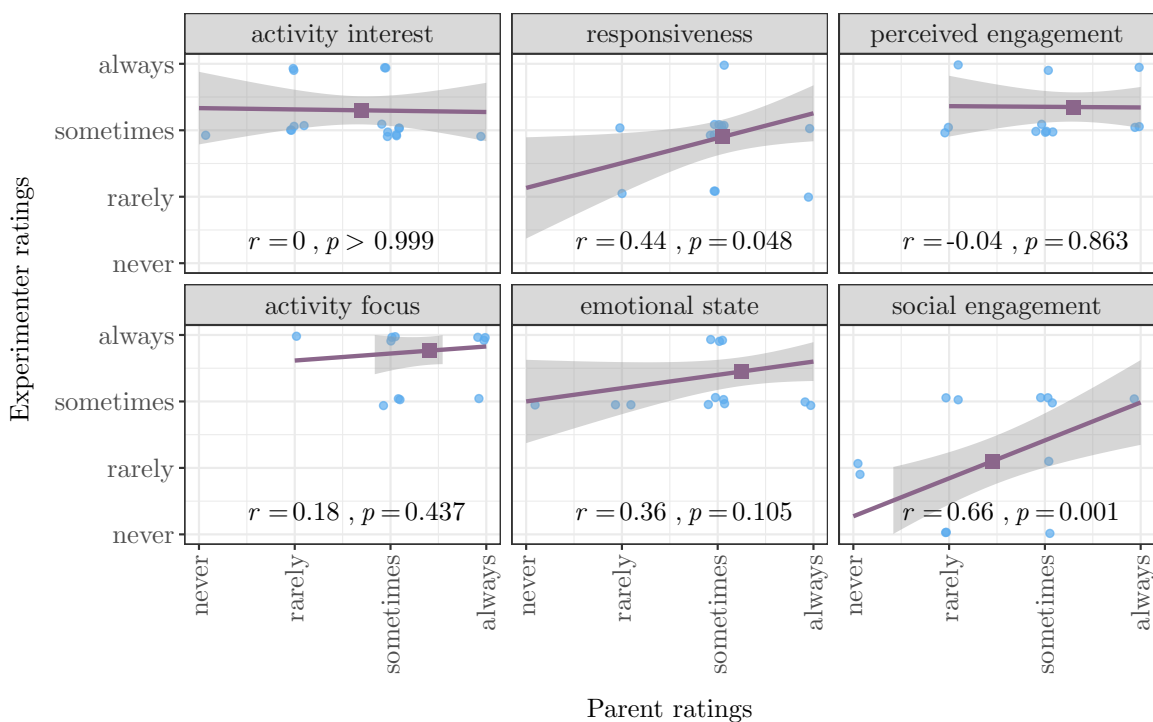 activity interest
responsiveness
perceived engagement
always
sometimes
rarely
never
r = 0 , p > 0.999
r = 0.44 , p = 0.048
r = -0.04 , p = 0.863
Experimenter ratings
activity focus
emotional state
social engagement
always
sometimes
rarely
never
r = 0.18 , p = 0.437
r = 0.36 , p = 0.105
r = 0.66 , p = 0.001
never
rarely
sometimes
always
never
rarely
sometimes
always
never
rarely
sometimes
always
Parent ratings